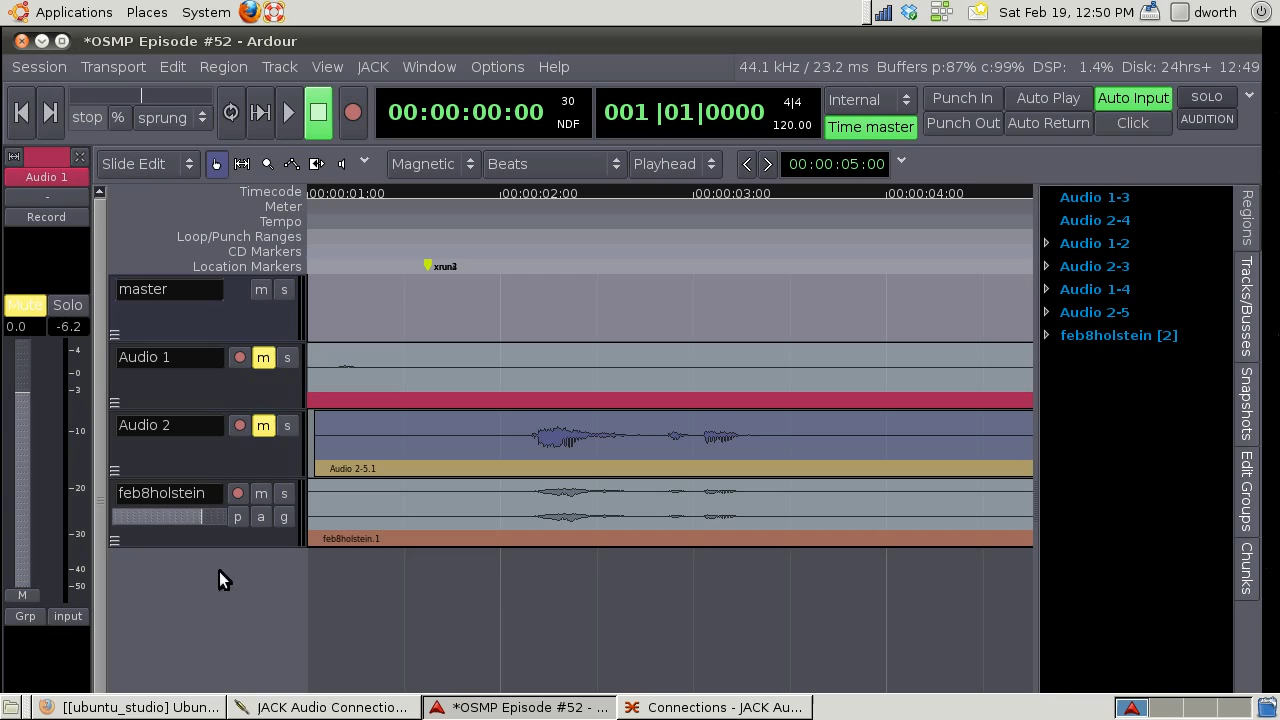 Applications Places System Sat Feb 19, 12:50 PM dworth
*OSMP Episode #52 - Ardour
Session Transport Edit Region Track View JACK Window Options Help 44.1 kHz / 23.2 ms Buffers p:87% c:99% DSP: 1.4% Disk: 24hrs+ 12:49
stop % sprung 00:00:00:00 30 NDF 001 |01|0000 4|4 120.00 Internal Time master Punch In Auto Play Auto Input SOLO
Punch Out Auto Return Click AUDITION
Slide Edit Magnetic Beats Playhead 00:00:05:00
Audio 1
-
Record
Mute Solo
0.0 -6.2
4
0
3
10
20
30
40
50
M
Grp input
Timecode 00:00:01:00 00:00:02:00 00:00:03:00 00:00:04:00
Meter
Tempo
Loop/Punch Ranges
CD Markers
Location Markers
master m s
Audio 1 m s
Audio 2 m s
Audio 2-5.1
feb8holstein m s
p a g
feb8holstein.1
Audio 1-3
Audio 2-4
Audio 1-2
Audio 2-3
Audio 1-4
Audio 2-5
feb8holstein [2]
Regions
Tracks/Busses
Snapshots
Edit Groups
Chunks
[[ubuntu_studio] Ubun... JACK Audio Connectio... *OSMP Episode #52 - ... Connections - JACK Au...